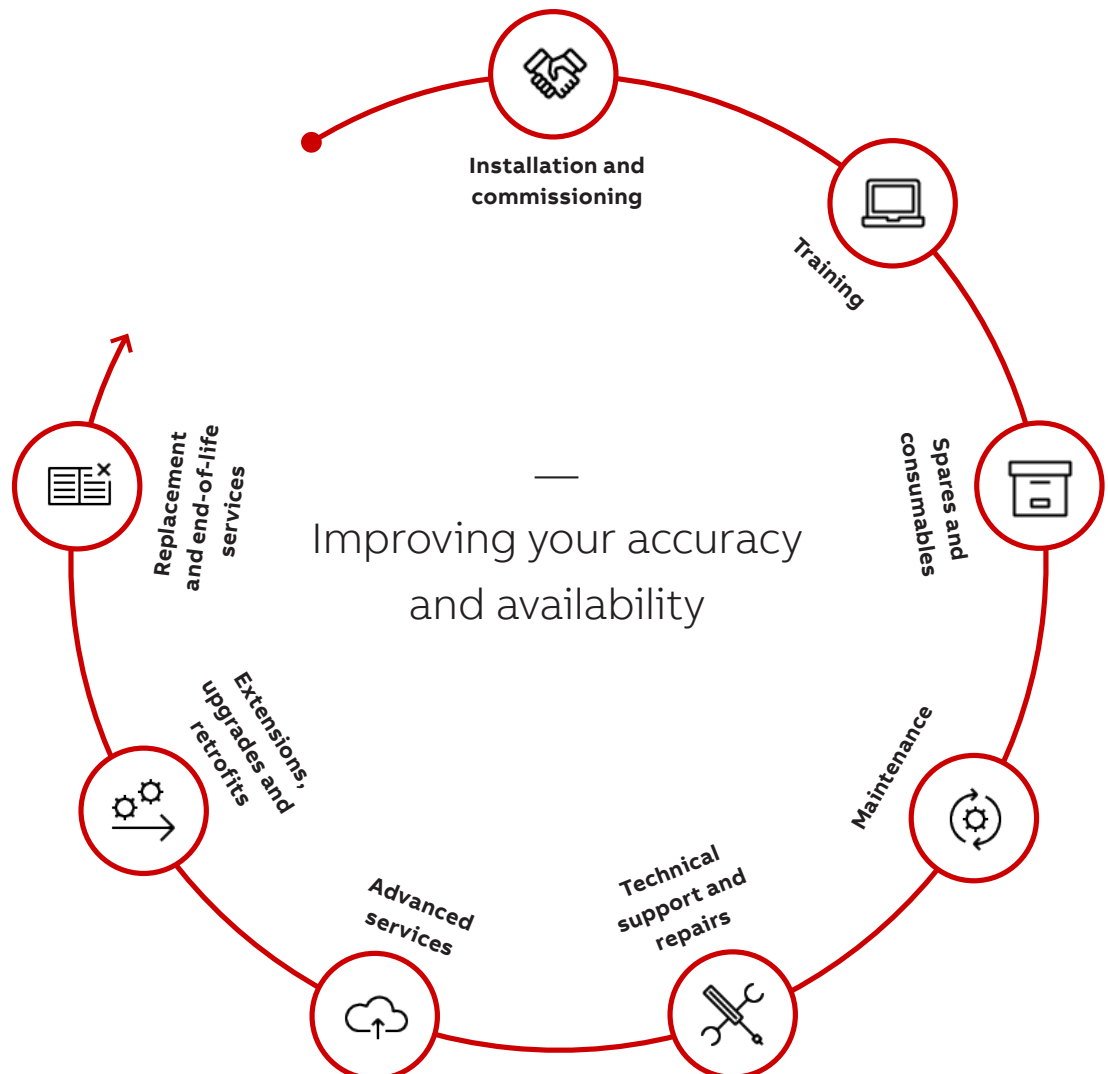 Installation and
commissioning
Training
Spares and
consumables
Maintenance
Technical
support and
repairs
Advanced
services
Extensions,
upgrades and
retrofits
Replacement
and end-of-life
services
Improving your accuracy
and availability